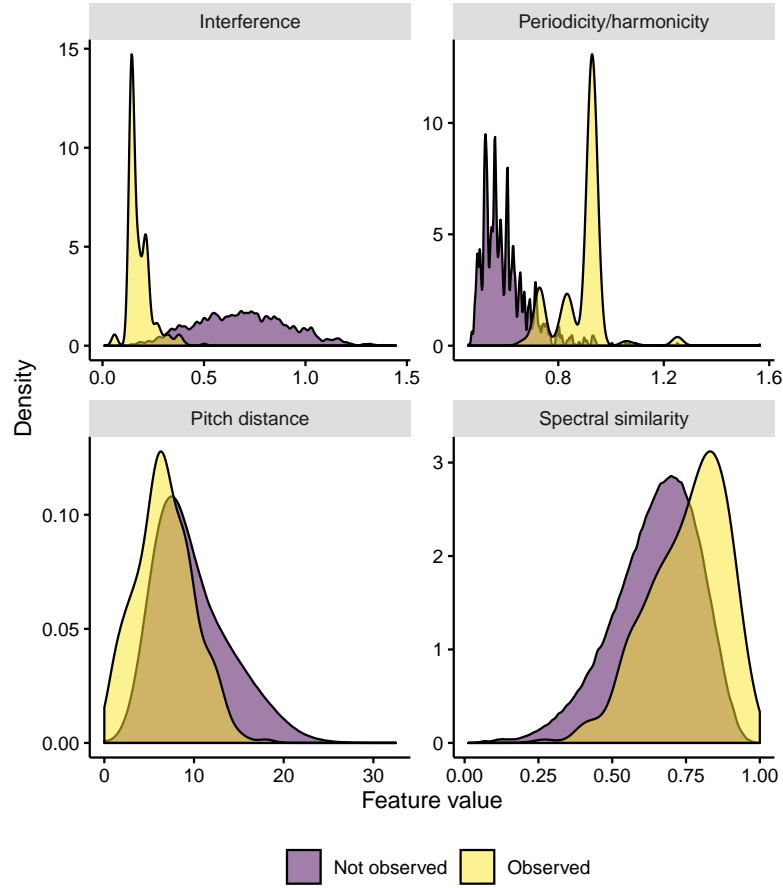 Interference
Periodicity/harmonicity
15
10
5
0
0.0 0.5 1.0 1.5
10
5
0
0.8 1.2 1.6
Density
Pitch distance
Spectral similarity
0.10
0.05
0.00
0 10 20 30
3
2
1
0
0.00 0.25 0.50 0.75 1.00
Feature value
Not observed Observed